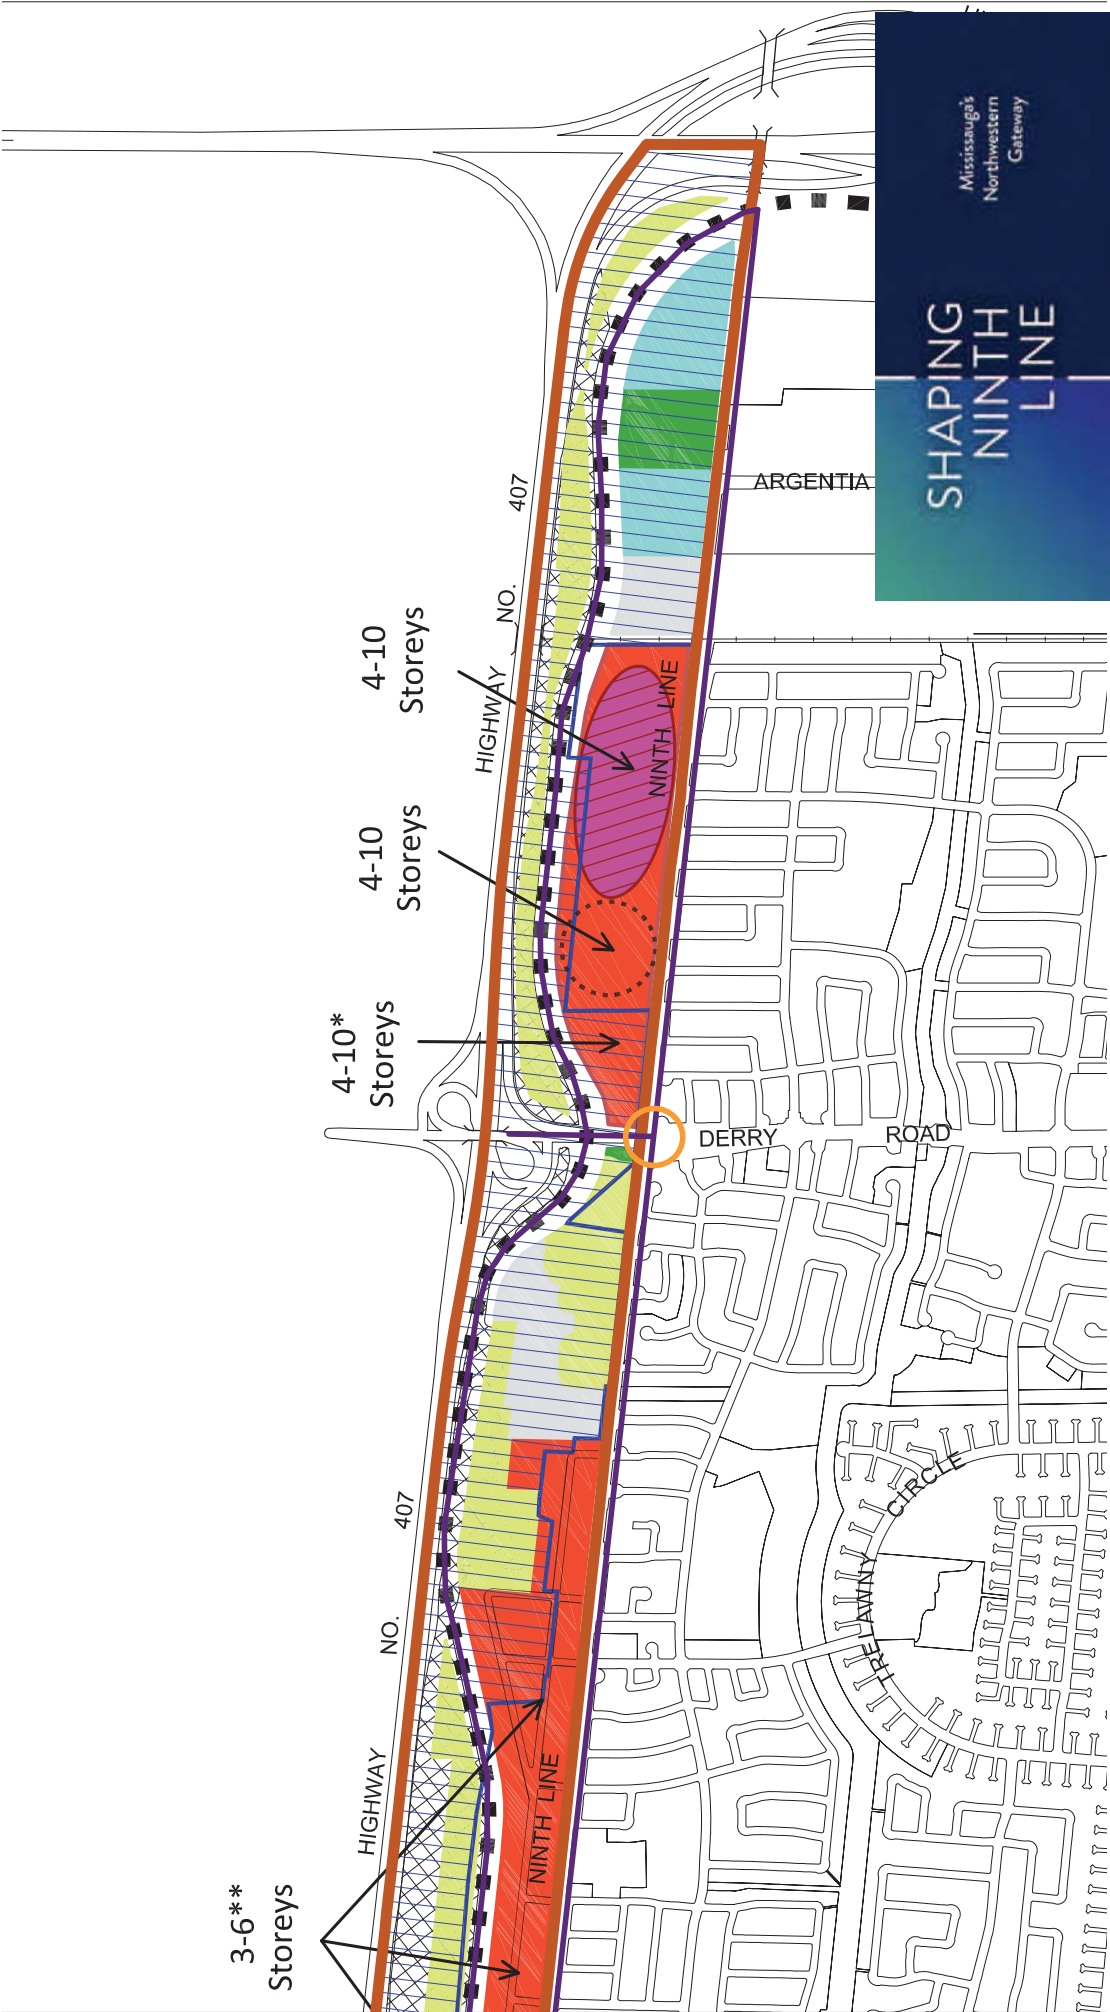 Mississauga's
Northwestern
Gateway
SHAPING
NINTH
LINE
407
NO.
HIGHWAY
ARGENTIA
4-10
Storeys
NINTH LINE
4-10
Storeys
4-10*
Storeys
DERRY
ROAD
407
NO.
HIGHWAY
CIRCLE
TRELAWNY
3-6**
Storeys
NINTH LINE